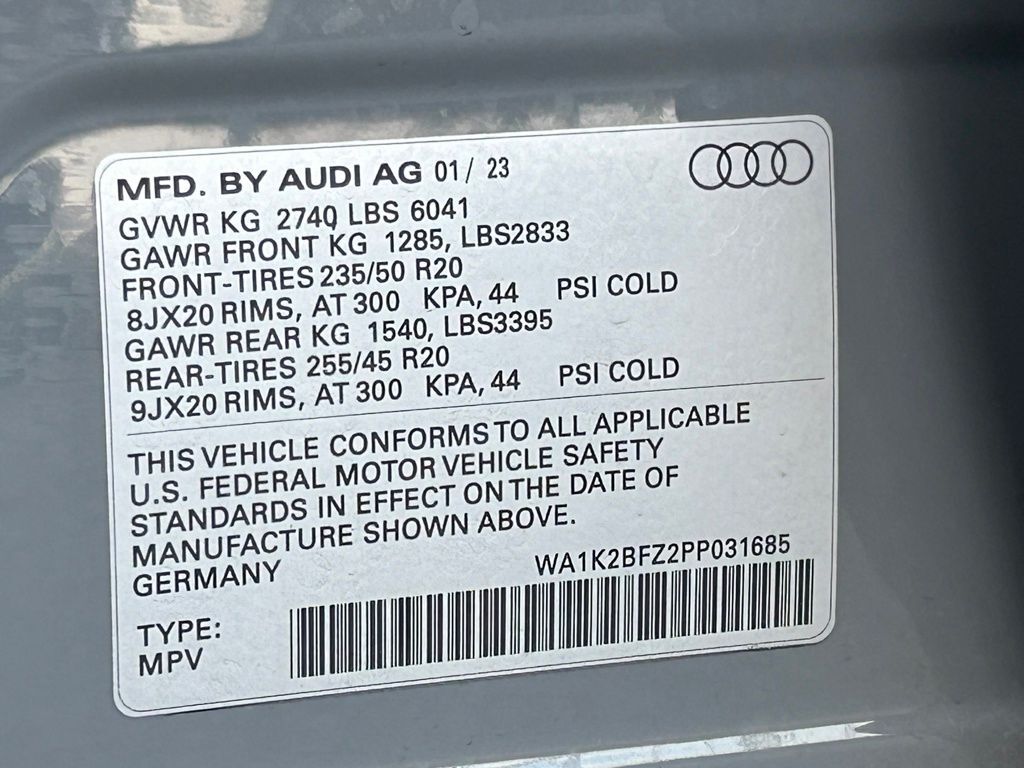 MFD. BY AUDI AG 01/ 23
GVWR KG 2740 LBS 6041
GAWR FRONT KG 1285, LBS2833
FRONT-TIRES 235/50 R20
8JX20 RIMS, AT 300 KPA, 44 PSI COLD
GAWR REAR KG 1540, LBS3395
REAR-TIRES 255/45 R20
9JX20 RIMS, AT 300 KPA, 44 PSI COLD
THIS VEHICLE CONFORMS TO ALL APPLICABLE
U.S. FEDERAL MOTOR VEHICLE SAFETY
STANDARDS IN EFFECT ON THE DATE OF
MANUFACTURE SHOWN ABOVE.
GERMANY
WA1K2BFZ2PP031685
TYPE:
MPV